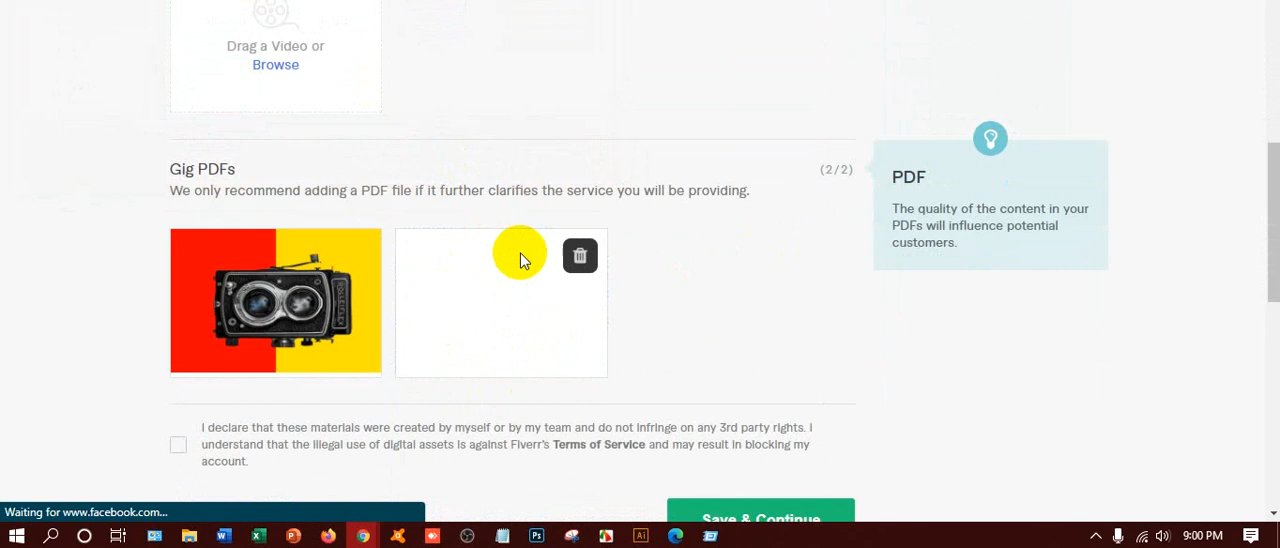 Drag a Video or
Browse
Gig PDFs
(2/2)
We only recommend adding a PDF file if it further clarifies the service you will be providing.
PDF
The quality of the content in your
PDFs will influence potential
customers.
ROLLEIFLEX
I declare that these materials were created by myself or by my team and do not infringe on any 3rd party rights. I
understand that the illegal use of digital assets is against Fiverr's Terms of Service and may result in blocking my
account.
Save & Continue
Waiting for www.facebook.com...
9:00 PM